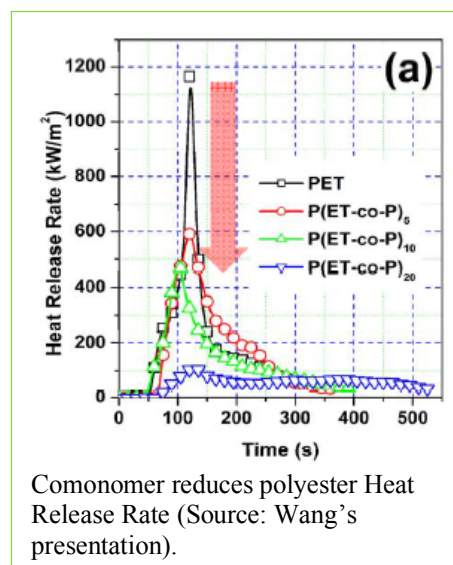 (a)
1200
1000
800
600
400
200
0
Heat Release Rate (kW/m²)
PET
P(ET-co-P)₅
P(ET-co-P)₁₀
P(ET-co-P)₂₀
0 100 200 300 400 500
Time (s)
Comonomer reduces polyester Heat
Release Rate (Source: Wang's
presentation).